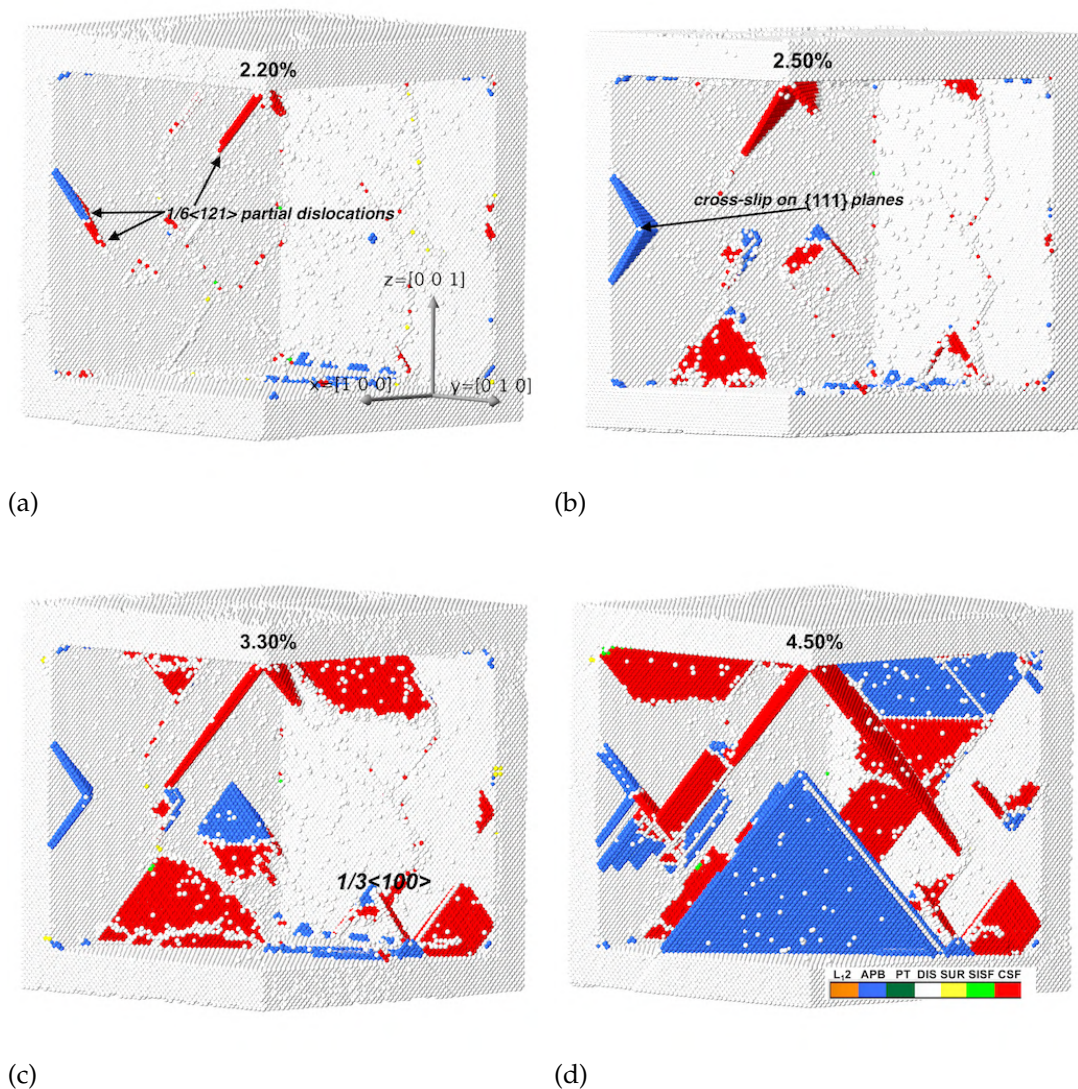 2.20%
1/6<121> partial dislocations
z=[0 0 1]
x=[1 0 0]
y=[0 1 0]
(a)
2.50%
cross-slip on {111} planes
(b)
3.30%
1/3<100>
(c)
4.50%
L₁2 APB PT DIS SUR SISF CSF
(d)